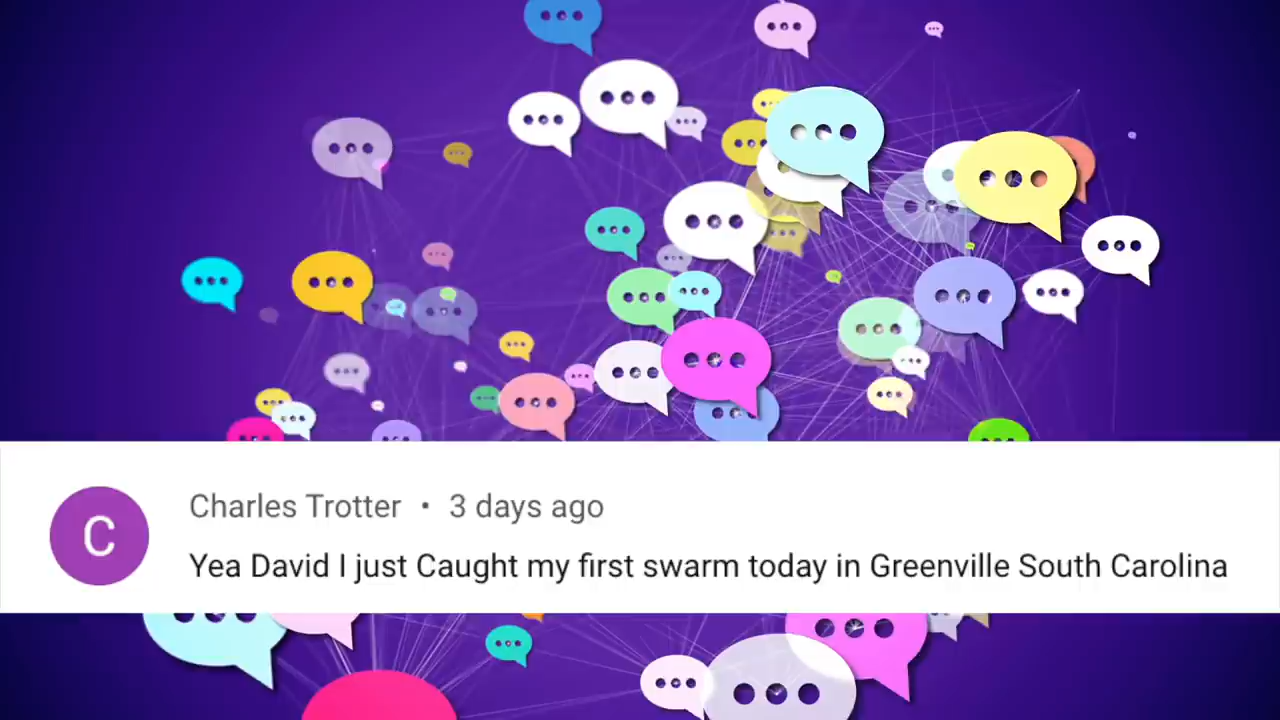 C
Charles Trotter • 3 days ago
Yea David I just Caught my first swarm today in Greenville South Carolina